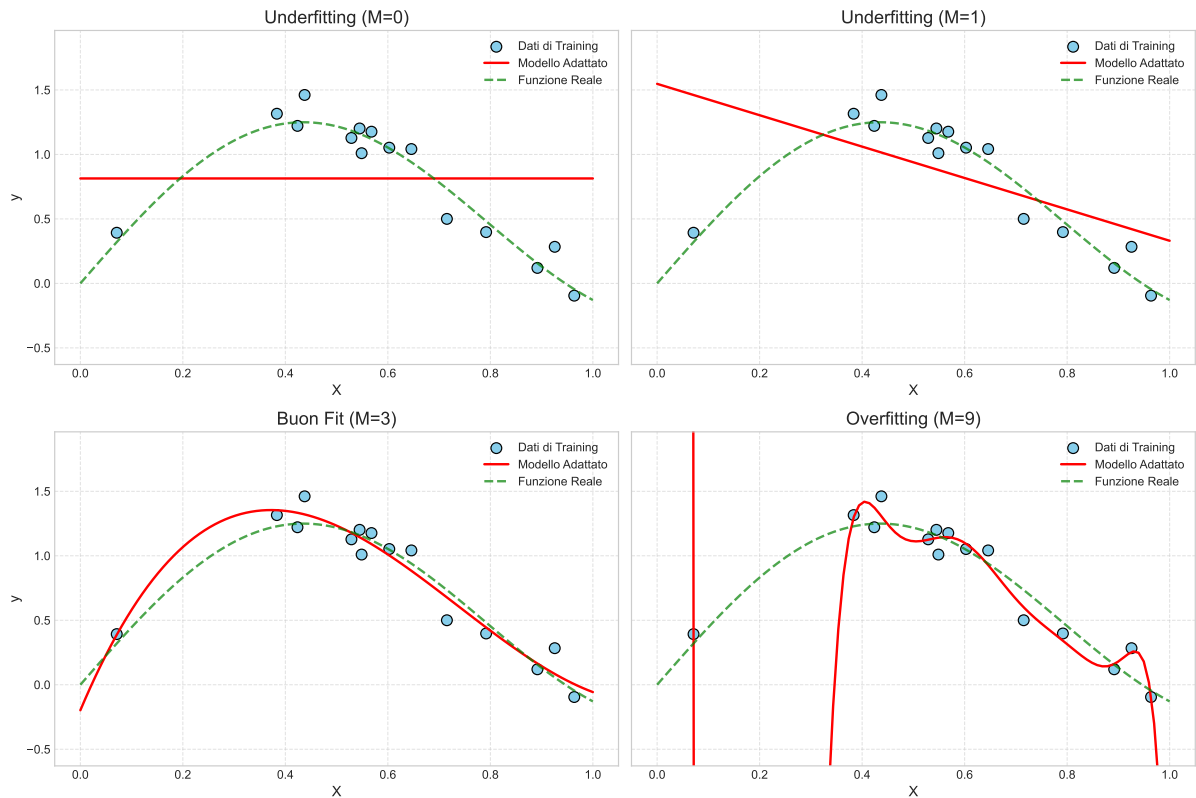 Underfitting (M=0)
Dati di Training
Modello Adattato
Funzione Reale
y
1.5
1.0
0.5
0.0
−0.5
0.0 0.2 0.4 0.6 0.8 1.0
X
Underfitting (M=1)
Dati di Training
Modello Adattato
Funzione Reale
0.0 0.2 0.4 0.6 0.8 1.0
X
Buon Fit (M=3)
Dati di Training
Modello Adattato
Funzione Reale
y
1.5
1.0
0.5
0.0
−0.5
0.0 0.2 0.4 0.6 0.8 1.0
X
Overfitting (M=9)
Dati di Training
Modello Adattato
Funzione Reale
0.0 0.2 0.4 0.6 0.8 1.0
X